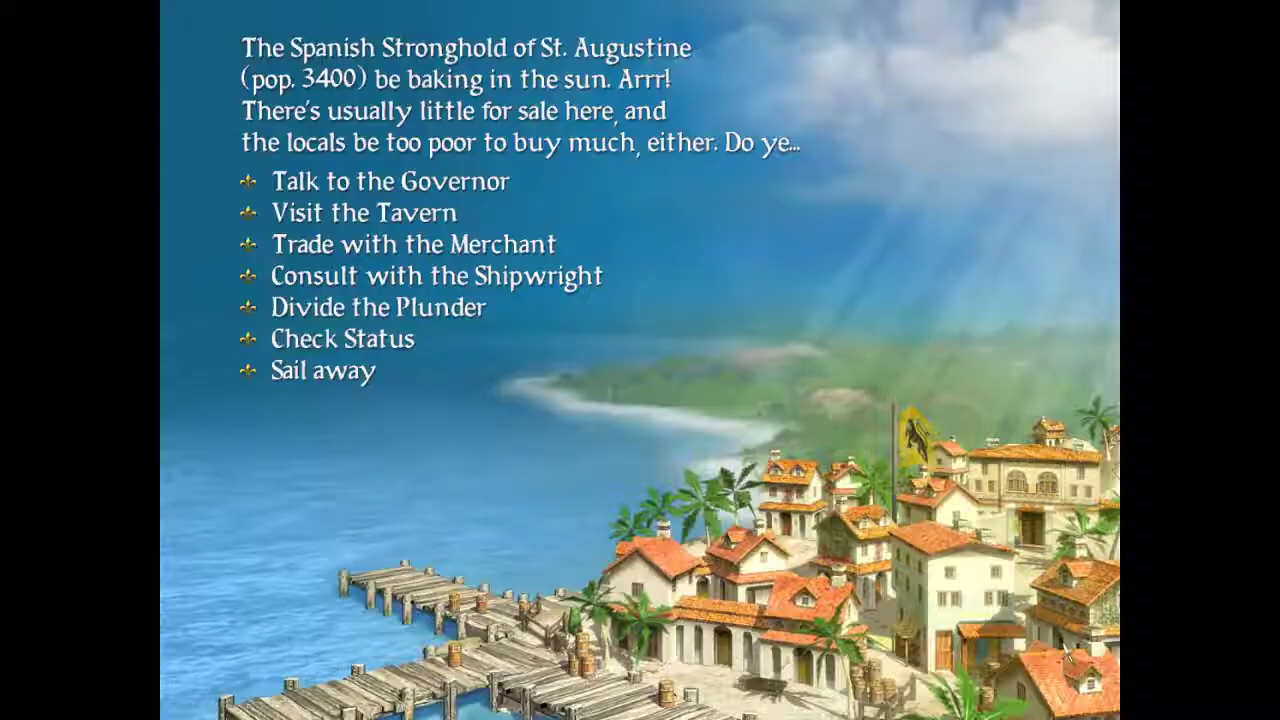 The Spanish Stronghold of St. Augustine
(pop. 3400) be baking in the sun. Arrr!
There's usually little for sale here, and
the locals be too poor to buy much, either. Do ye...
Talk to the Governor
Visit the Tavern
Trade with the Merchant
Consult with the Shipwright
Divide the Plunder
Check Status
Sail away